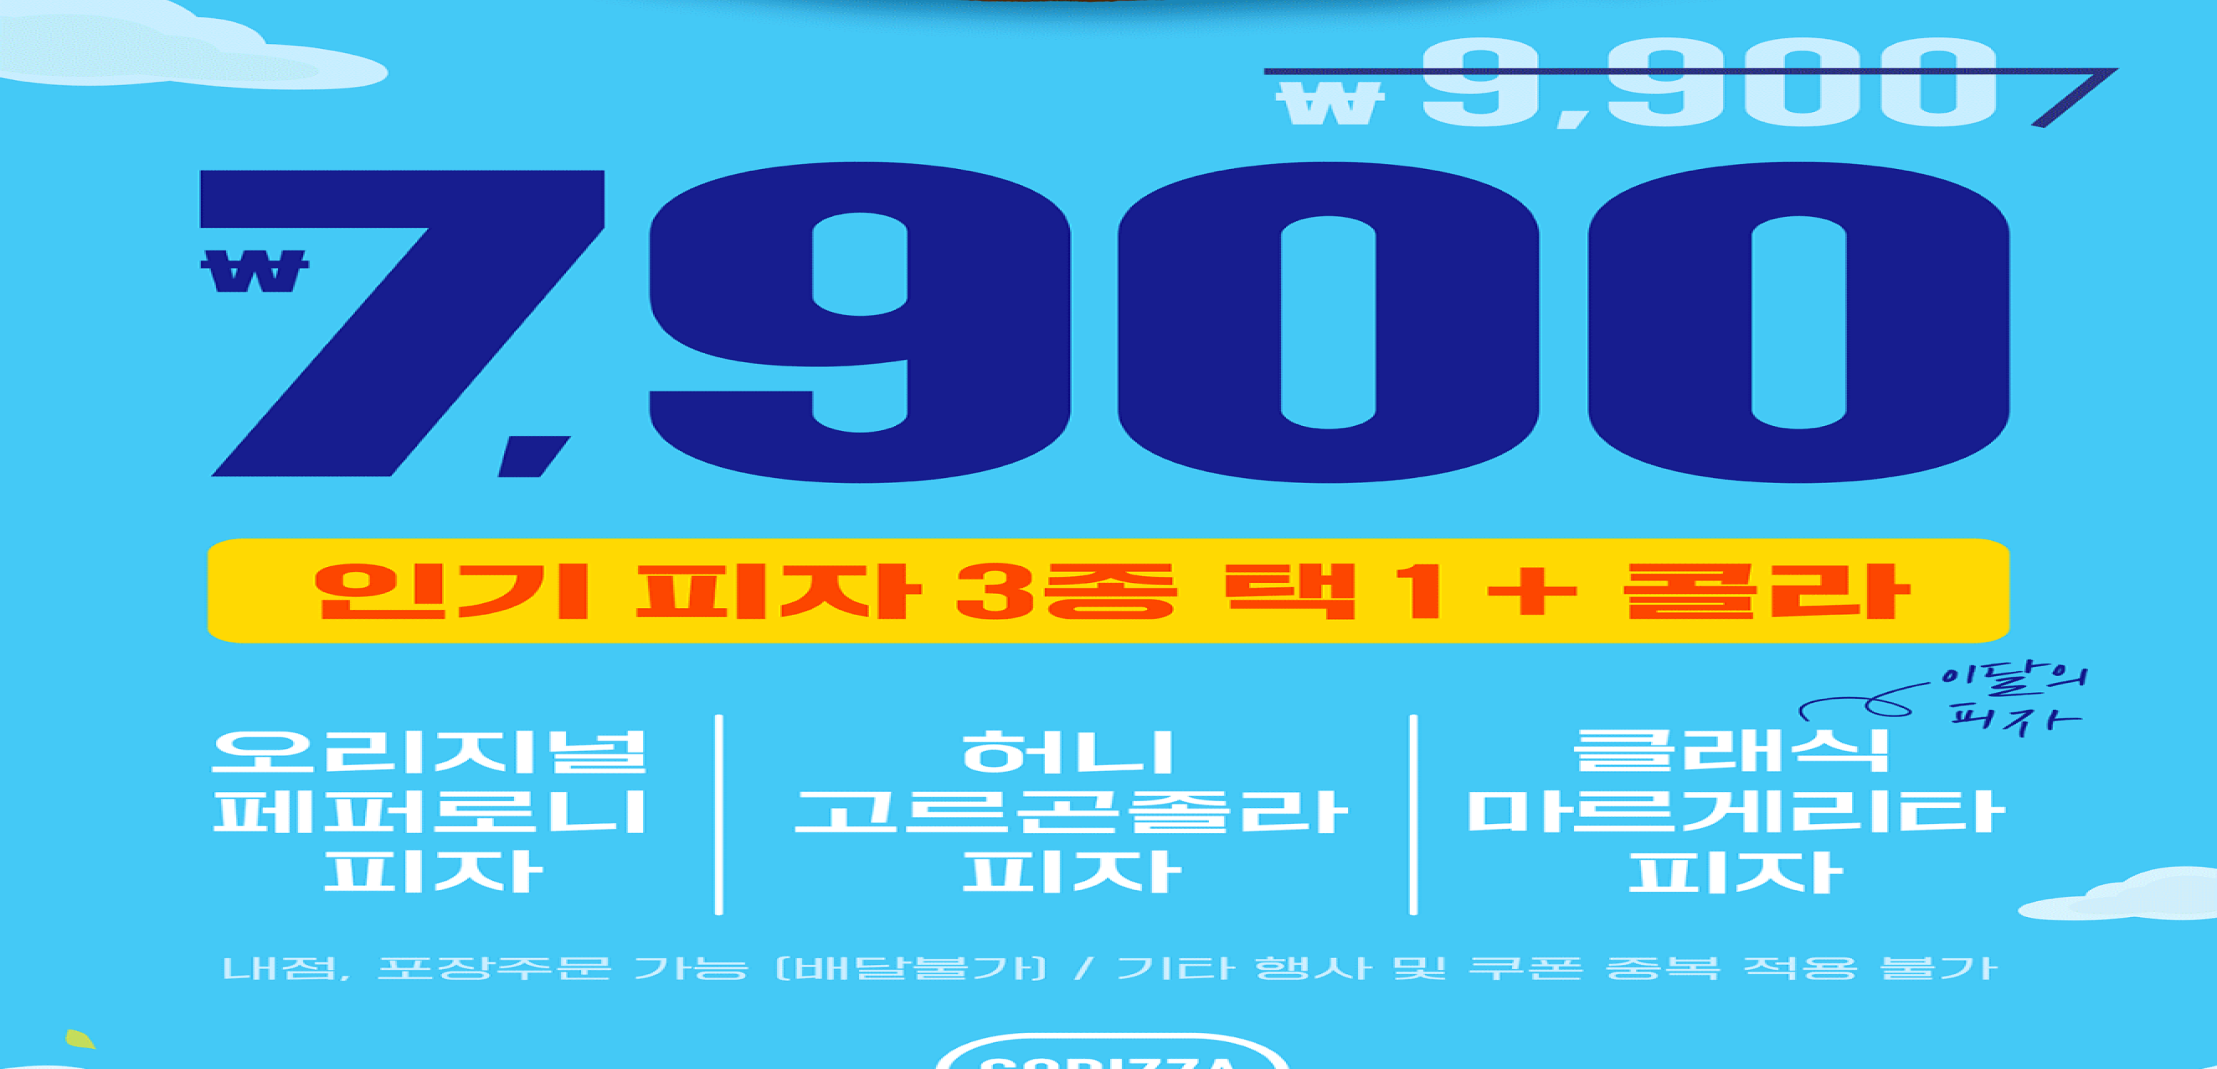 ₩9,900
₩7,900
인기 피자 3종 택1 + 콜라
이달의
피자
오리지널
페퍼로니
피자
허니
고르곤졸라
피자
클래식
마르게리타
피자
내점, 포장주문 가능 (배달불가) / 기타 행사 및 쿠폰 중복 적용 불가
GOPIZZA